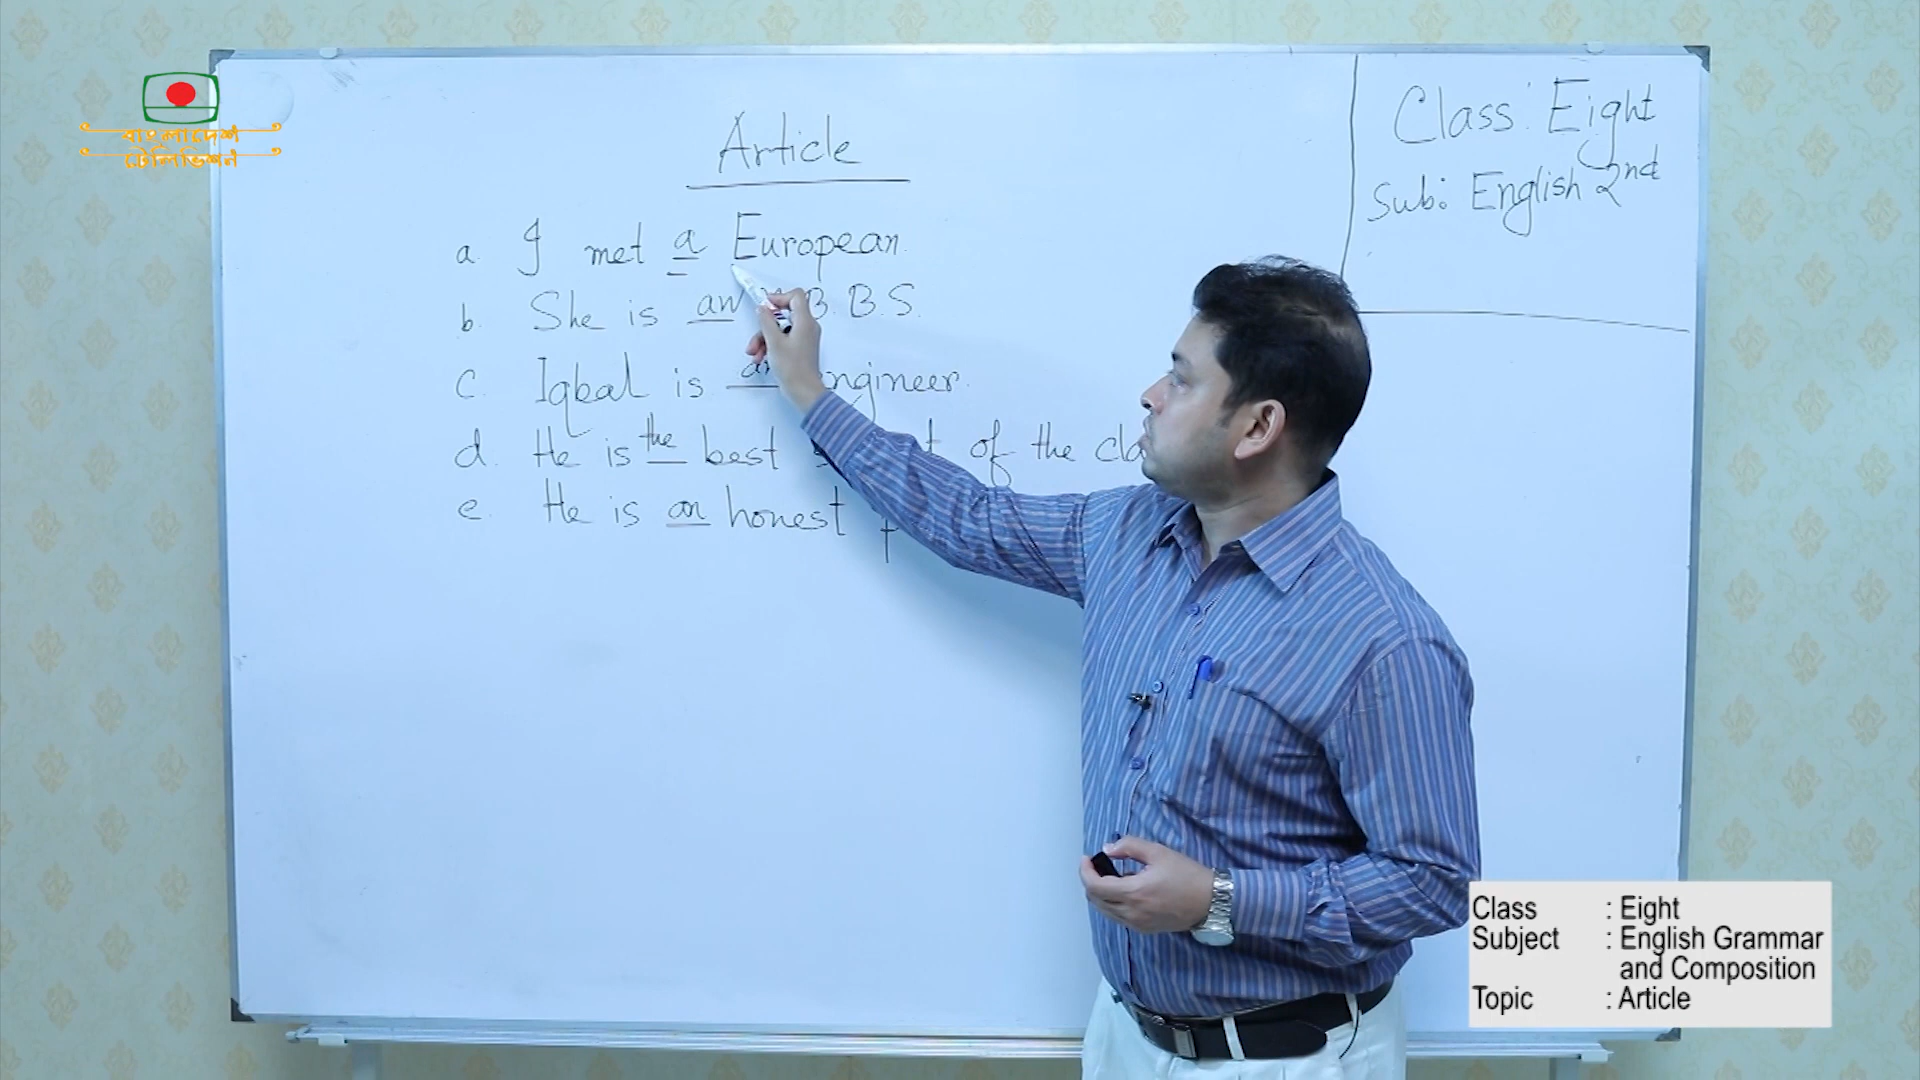 বাংলাদেশ
টেলিভিশন
Article
a. I met a European.
b. She is an M.B.B.S.
c. Iqbal is an engineer.
d. He is the best of the
e. He is an honest
Class: Eight
Sub: English 2nd
Class : Eight
Subject : English Grammar
and Composition
Topic : Article